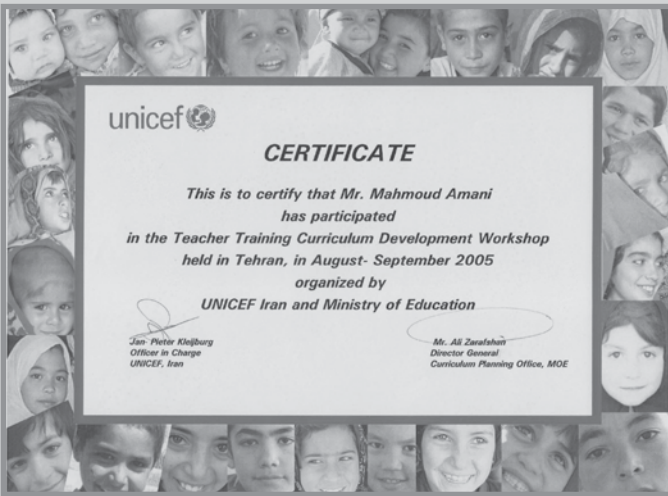 unicef
CERTIFICATE
This is to certify that Mr. Mahmoud Amani
has participated
in the Teacher Training Curriculum Development Workshop
held in Tehran, in August- September 2005
organized by
UNICEF Iran and Ministry of Education
Jan- Pieter Kleijburg
Officer in Charge
UNICEF, Iran
Mr. Ali Zarafshan
Director General
Curriculum Planning Office, MOE